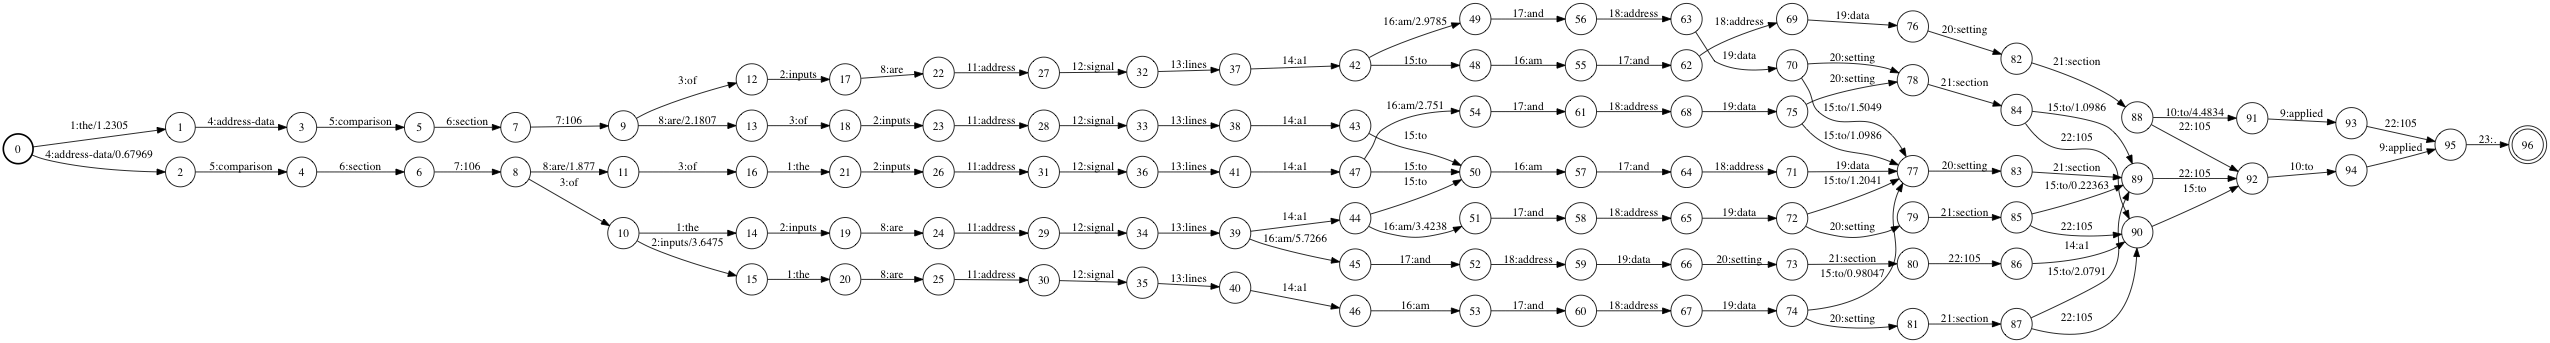 16:am/2.9785 49 17:and 56 18:address 63 18:address 69 19:data 76 20:setting 82
3:of 12 2:inputs 17 8:are 22 11:address 27 12:signal 32 13:lines 37 14:a1 42 15:to 48 16:am 55 17:and 62 19:data 70 20:setting 78 21:section
20:setting 21:section 84 15:to/1.0986 88 10:to/4.4834 91 9:applied 93 22:105
0 1:the/1.2305 1 4:address-data 3 5:comparison 5 6:section 7 7:106 9 8:are/2.1807 13 3:of 18 2:inputs 23 11:address 28 12:signal 33 13:lines 38 14:a1 43 16:am/2.751 54 17:and 61 18:address 68 19:data 75 15:to/1.5049
15:to 15:to/1.0986 22:105 22:105 95 23:. 96
4:address-data/0.67969 2 5:comparison 4 6:section 6 7:106 8 8:are/1.877 11 3:of 16 1:the 21 2:inputs 26 11:address 31 12:signal 36 13:lines 41 14:a1 47 15:to 50 16:am 57 17:and 64 18:address 71 19:data 77 20:setting 83 21:section 89 22:105 92 10:to 94 9:applied
3:of 15:to 15:to/1.2041 15:to/0.22363 15:to
10 1:the 14 2:inputs 19 8:are 24 11:address 29 12:signal 34 13:lines 39 14:a1 44 16:am/3.4238 51 17:and 58 18:address 65 19:data 72 20:setting 79 21:section 85 22:105 90
2:inputs/3.6475 16:am/5.7266 45 17:and 52 18:address 59 19:data 66 20:setting 73 21:section 80 22:105 86 14:a1
15 1:the 20 8:are 25 11:address 30 12:signal 35 13:lines 40 14:a1 15:to/0.98047 15:to/2.0791
46 16:am 53 17:and 60 18:address 67 19:data 74 20:setting 81 21:section 87 22:105